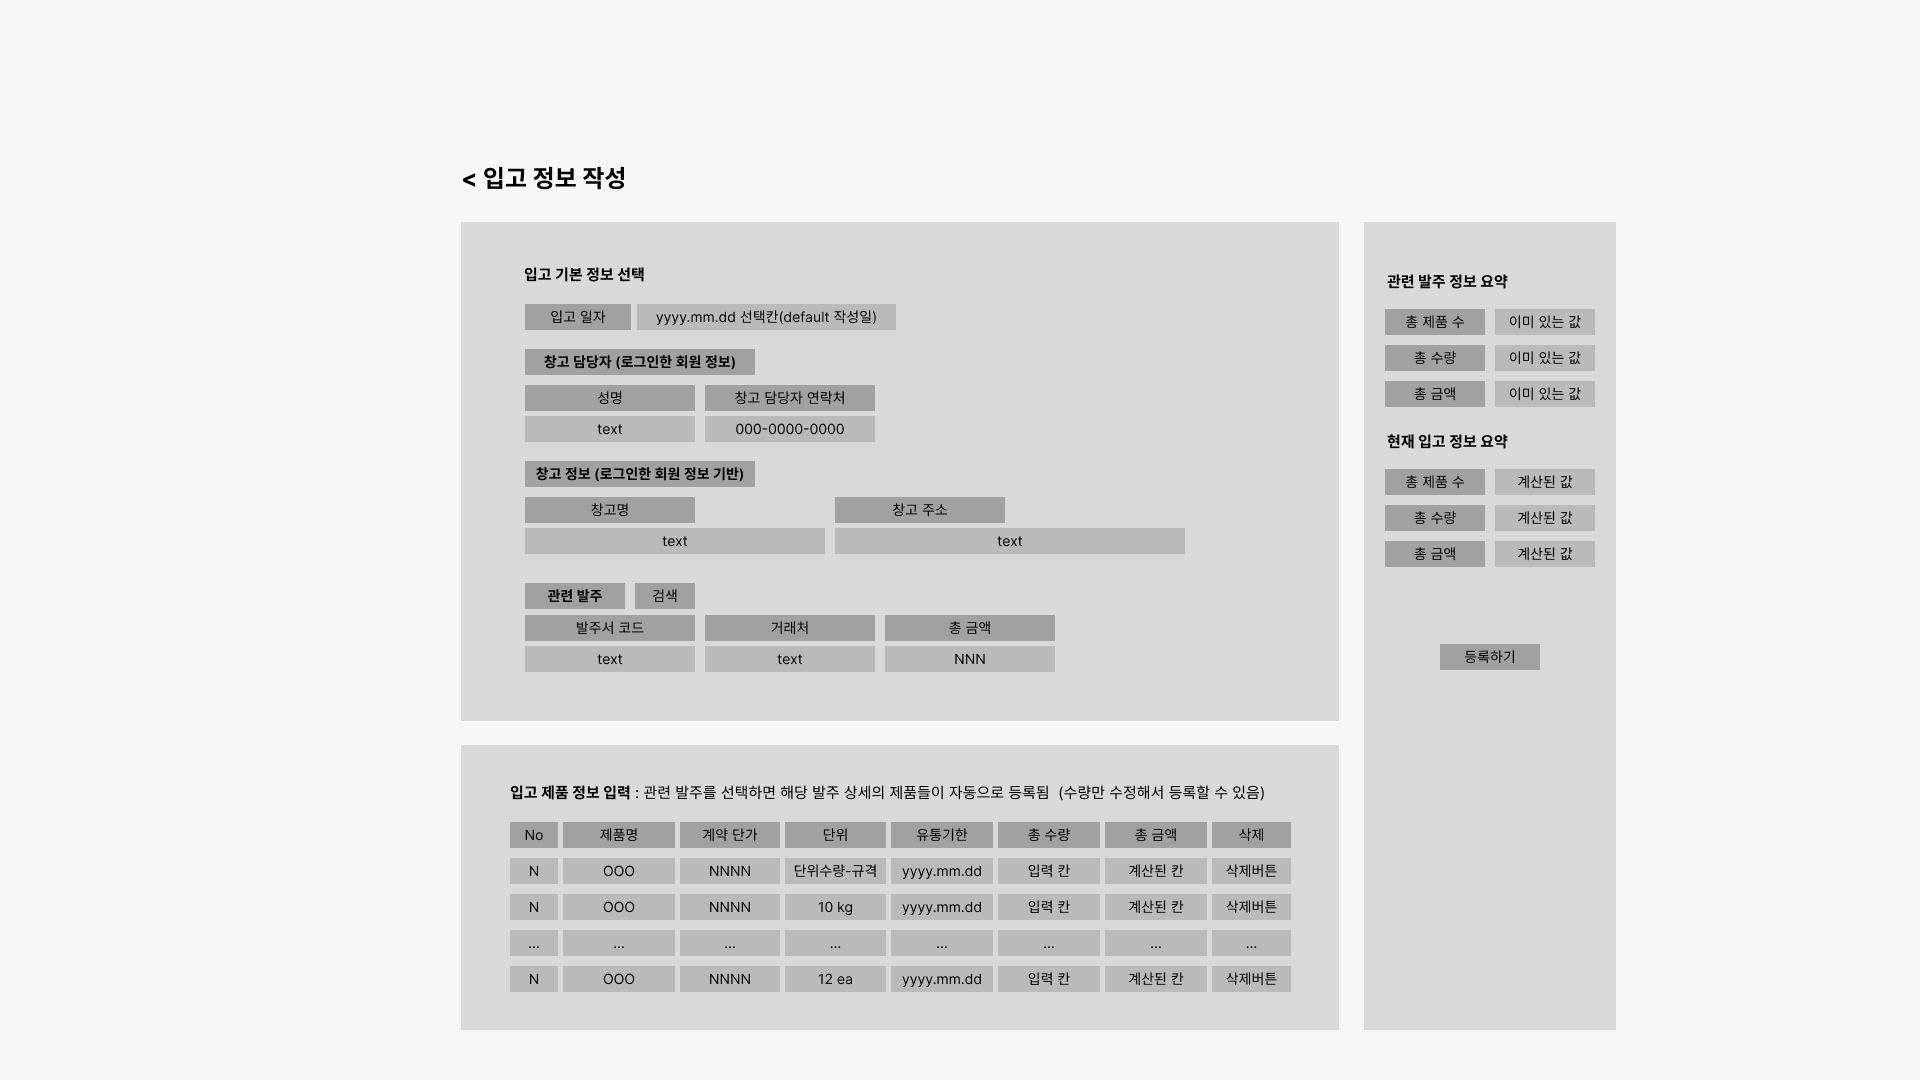 < 입고 정보 작성
입고 기본 정보 선택
입고 일자 yyyy.mm.dd 선택칸(default 작성일)
창고 담당자 (로그인한 회원 정보)
성명 창고 담당자 연락처
text 000-0000-0000
창고 정보 (로그인한 회원 정보 기반)
창고명 창고 주소
text text
관련 발주 검색
발주서 코드 거래처 총 금액
text text NNN
관련 발주 정보 요약
총 제품 수 이미 있는 값
총 수량 이미 있는 값
총 금액 이미 있는 값
현재 입고 정보 요약
총 제품 수 계산된 값
총 수량 계산된 값
총 금액 계산된 값
등록하기
입고 제품 정보 입력 : 관련 발주를 선택하면 해당 발주 상세의 제품들이 자동으로 등록됨 (수량만 수정해서 등록할 수 있음)
No 제품명 계약 단가 단위 유통기한 총 수량 총 금액 삭제
N OOO NNNN 단위수량-규격 yyyy.mm.dd 입력 칸 계산된 칸 삭제버튼
N OOO NNNN 10 kg yyyy.mm.dd 입력 칸 계산된 칸 삭제버튼
... ... ... ... ... ... ... ...
N OOO NNNN 12 ea yyyy.mm.dd 입력 칸 계산된 칸 삭제버튼